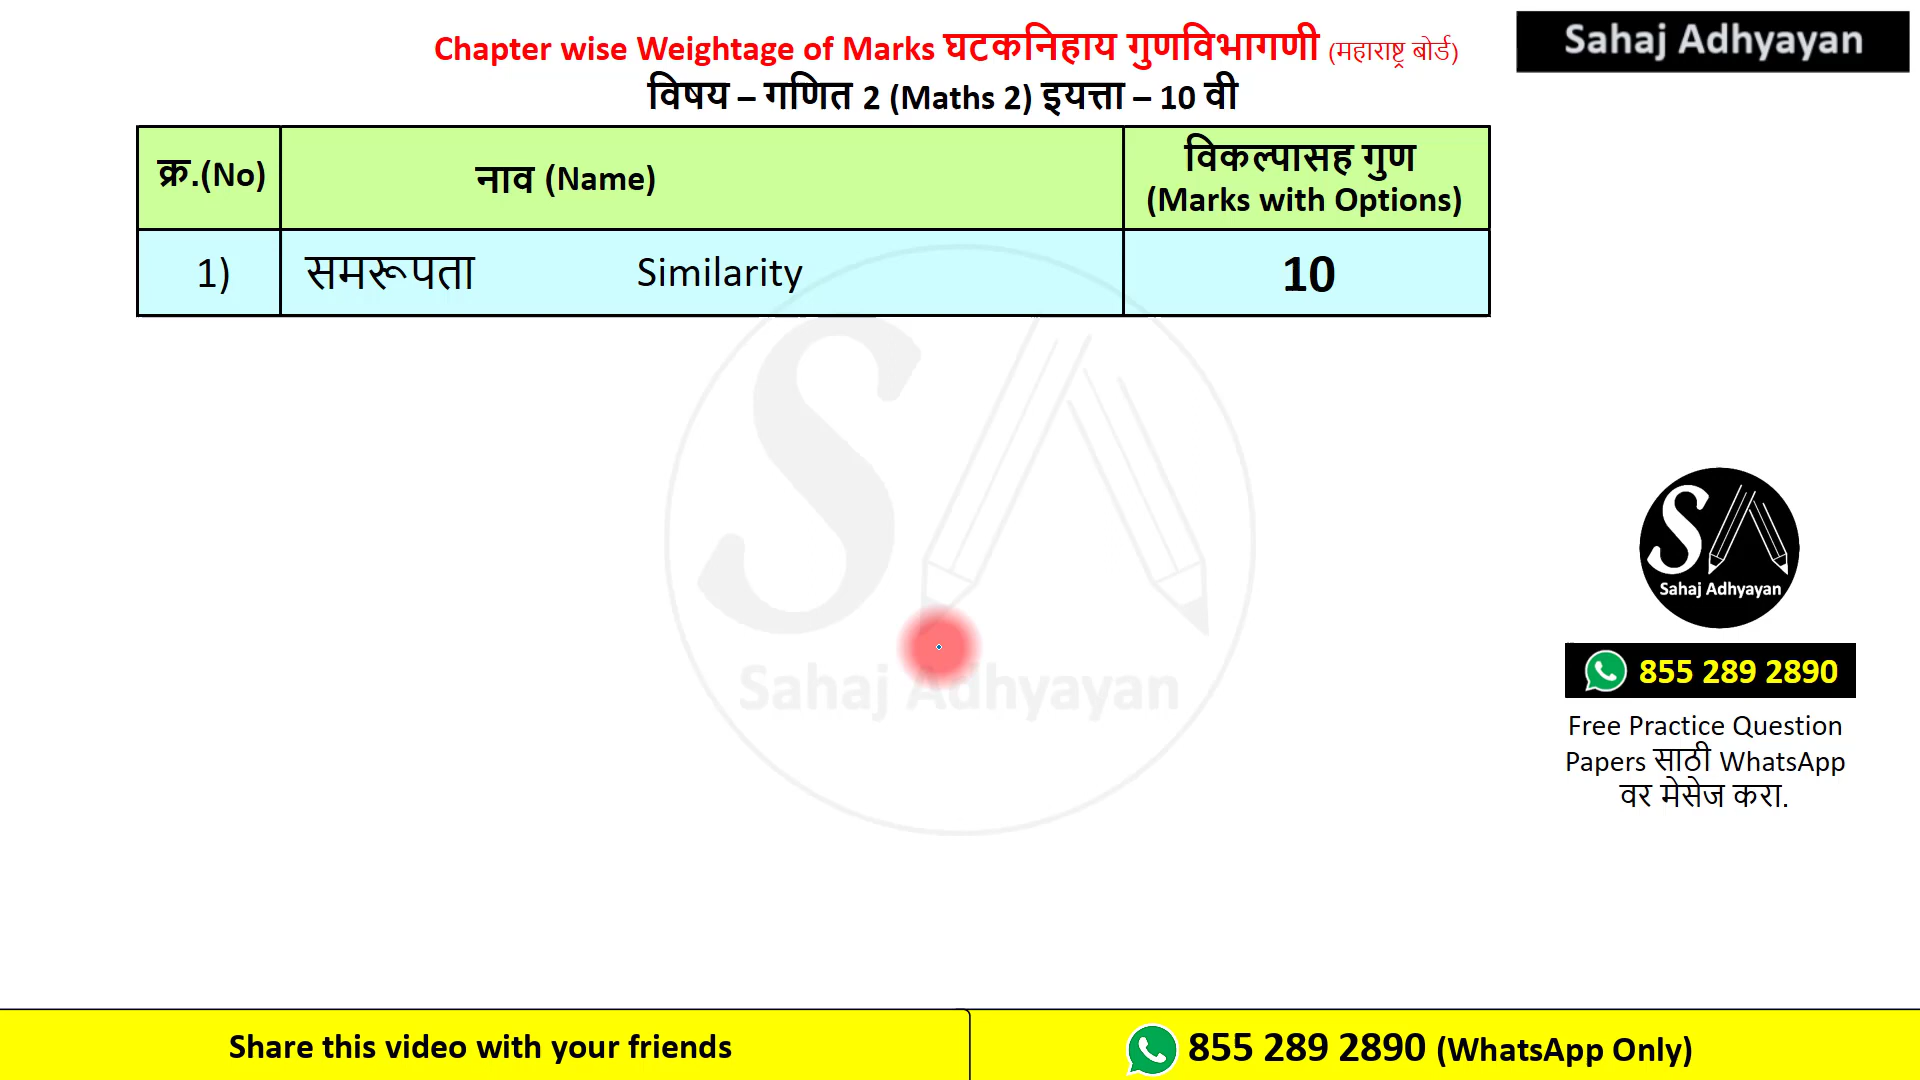 Chapter wise Weightage of Marks घटकनिहाय गुणविभागणी (महाराष्ट्र बोर्ड)
Sahaj Adhyayan
विषय – गणित 2 (Maths 2) इयत्ता – 10 वी
क्र.(No) नाव (Name) विकल्पासह गुण
(Marks with Options)
1) समरूपता Similarity 10
Sahaj Adhyayan
Sahaj Adhyayan
855 289 2890
Free Practice Question
Papers साठी WhatsApp
वर मेसेज करा.
Share this video with your friends
855 289 2890 (WhatsApp Only)